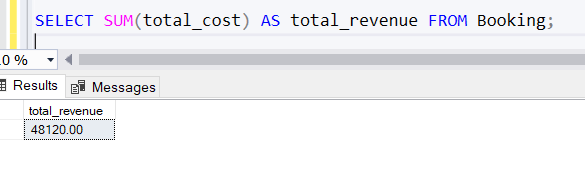 SELECT SUM(total_cost) AS total_revenue FROM Booking;
.0 %
Results Messages
total_revenue
48120.00